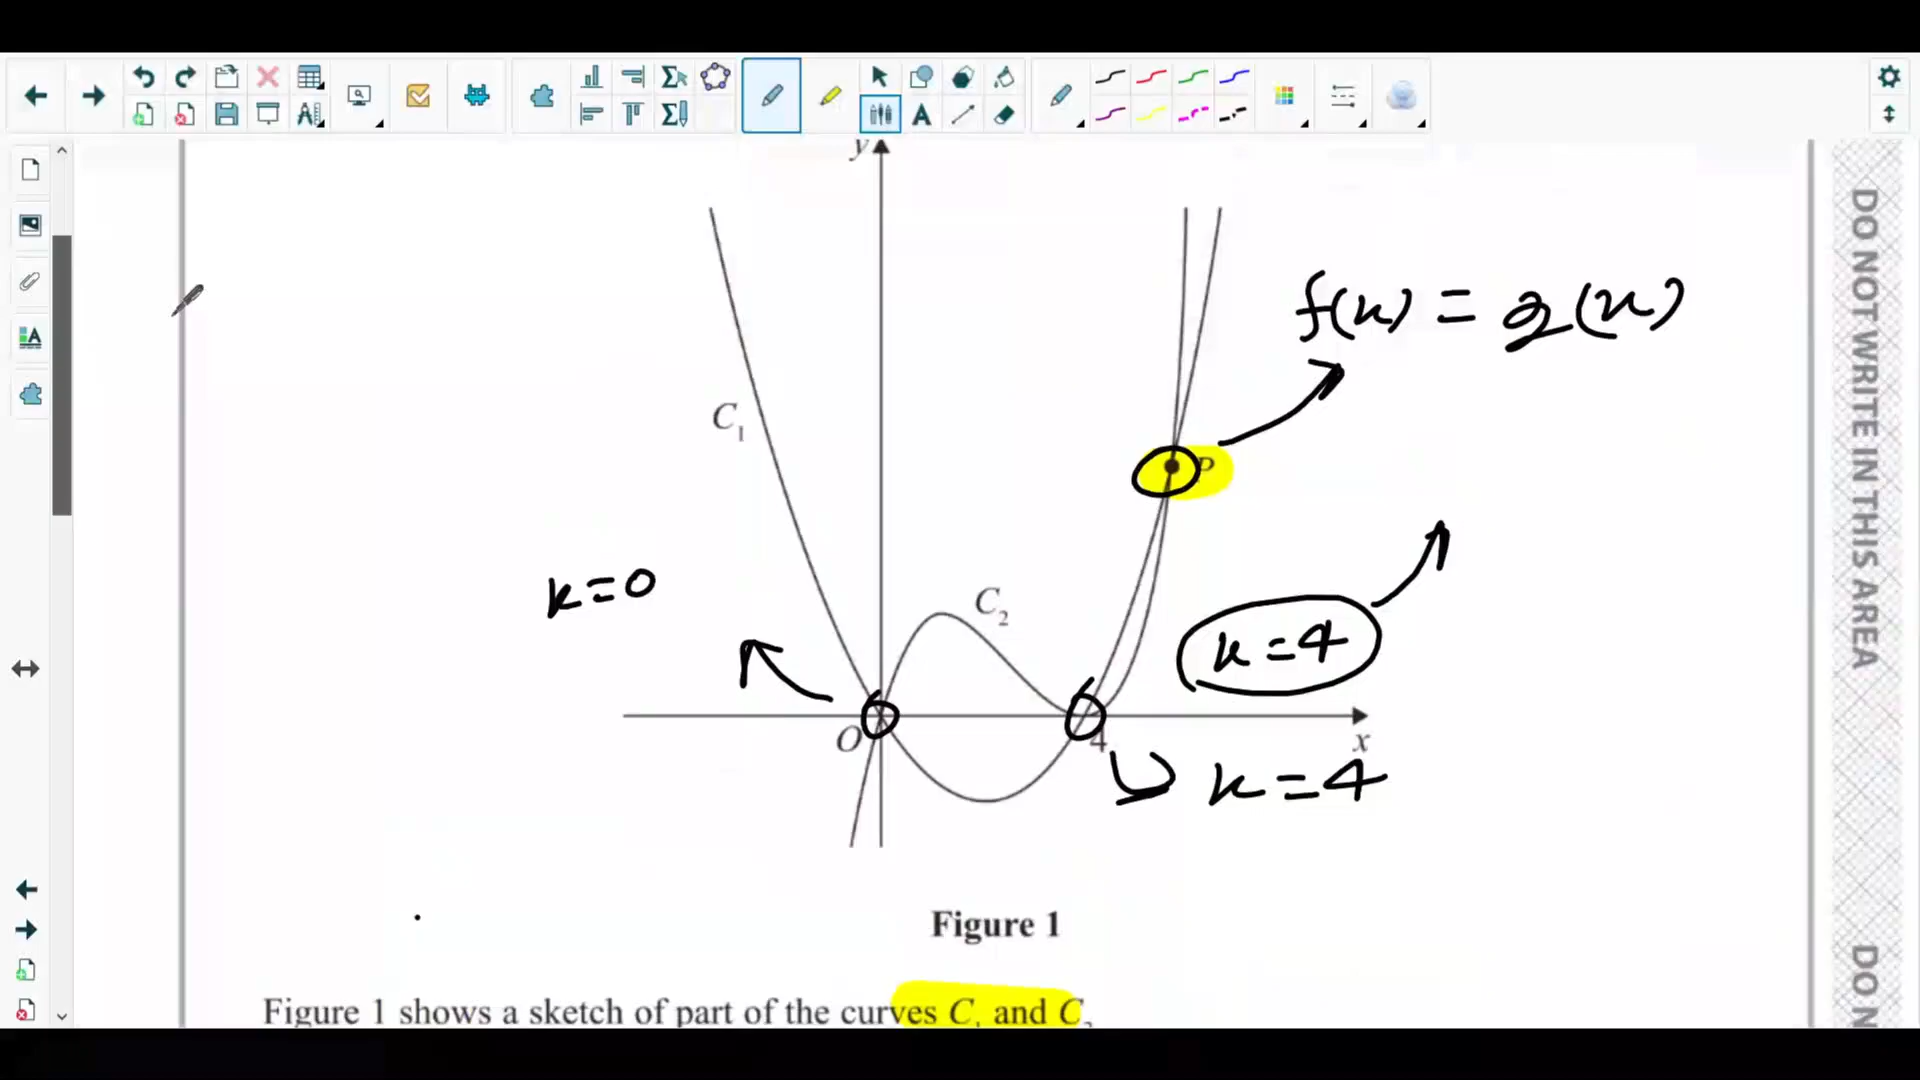 y
f(x) = g(x)
C1
P
x=0
C2
x=4
O
4
x
x=4
Figure 1
Figure 1 shows a sketch of part of the curves C1 and C2
DO NOT WRITE IN THIS AREA
DO N